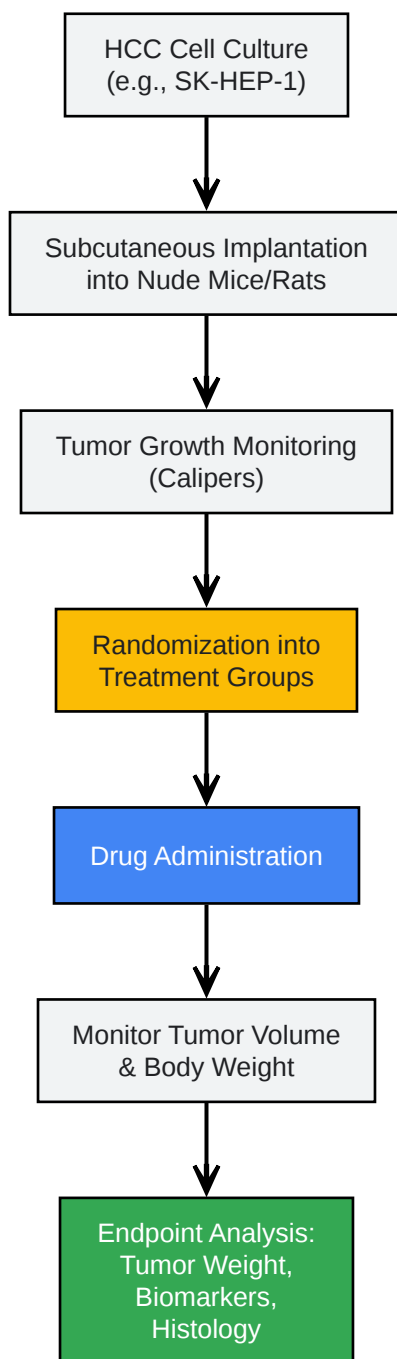 HCC Cell Culture
(e.g., SK-HEP-1)
Subcutaneous Implantation
into Nude Mice/Rats
Tumor Growth Monitoring
(Calipers)
Randomization into
Treatment Groups
Drug Administration
Monitor Tumor Volume
& Body Weight
Endpoint Analysis:
Tumor Weight,
Biomarkers,
Histology